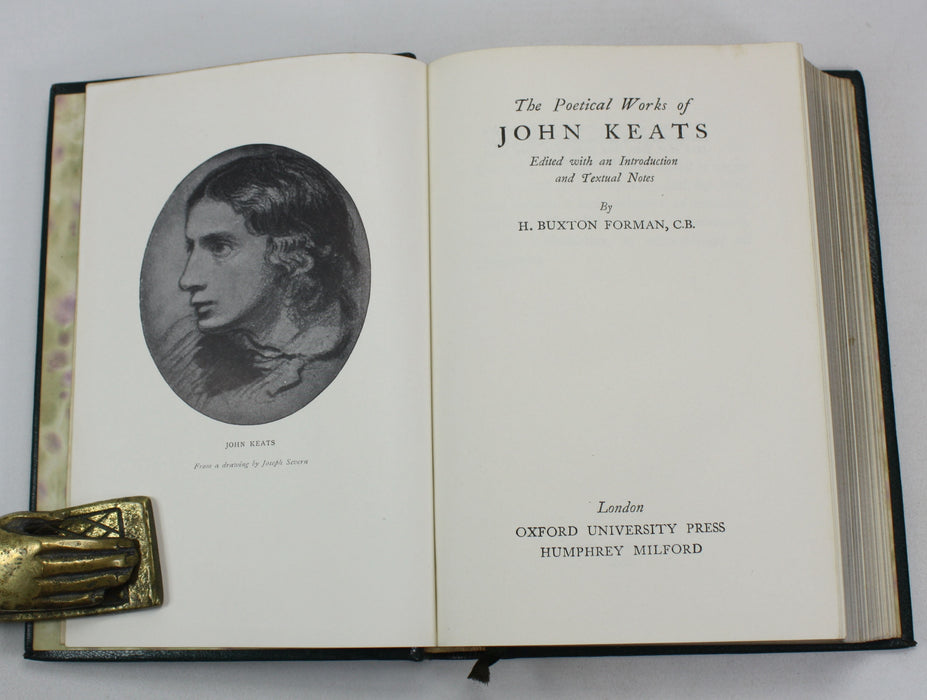 JOHN KEATS
From a drawing by Joseph Severn
The Poetical Works of
JOHN KEATS
Edited with an Introduction
and Textual Notes
By
H. BUXTON FORMAN, C.B.
London
OXFORD UNIVERSITY PRESS
HUMPHREY MILFORD